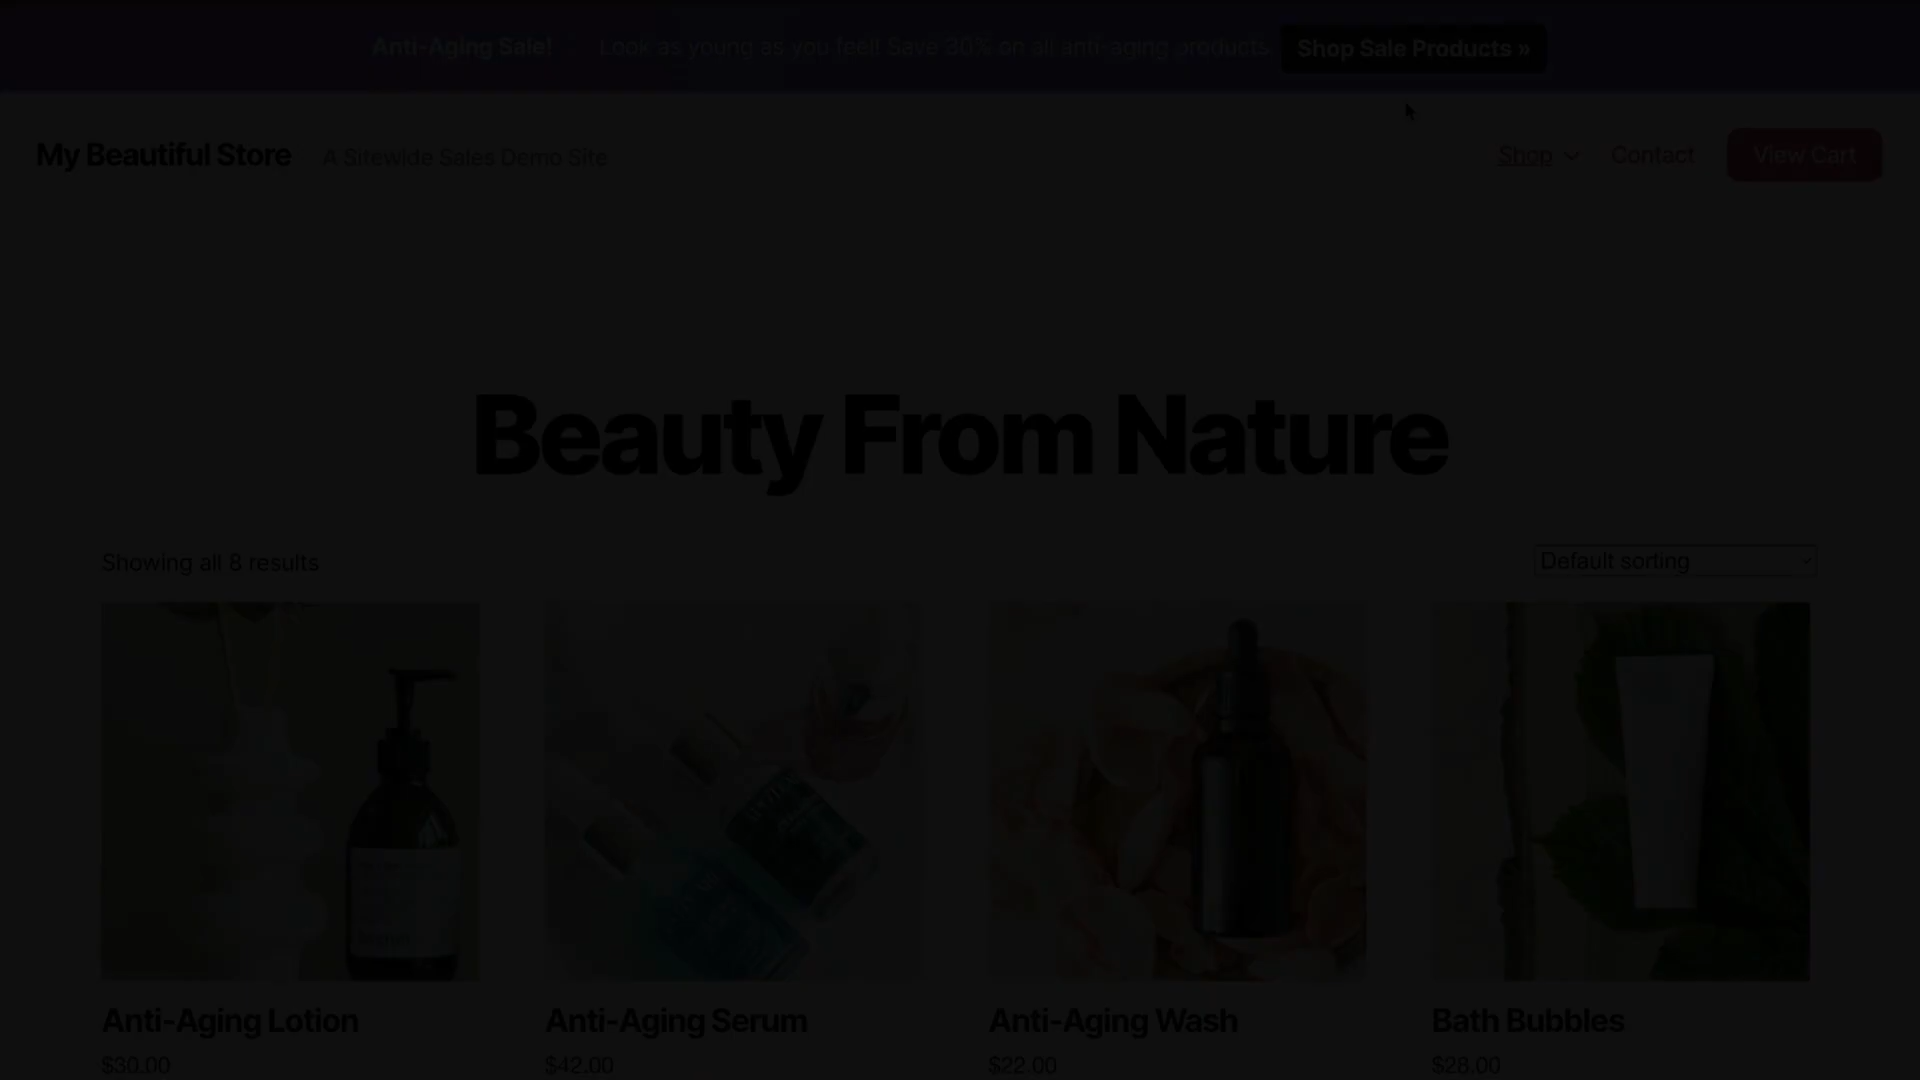 Anti-Aging Sale! Look as young as you feel! Save 30% on all anti-aging products. Shop Sale Products »
My Beautiful Store A Sitewide Sales Demo Site Shop Contact View Cart
Beauty From Nature
Showing all 8 results Default sorting
Anti-Aging Lotion Anti-Aging Serum Anti-Aging Wash Bath Bubbles
$30.00 $42.00 $22.00 $28.00